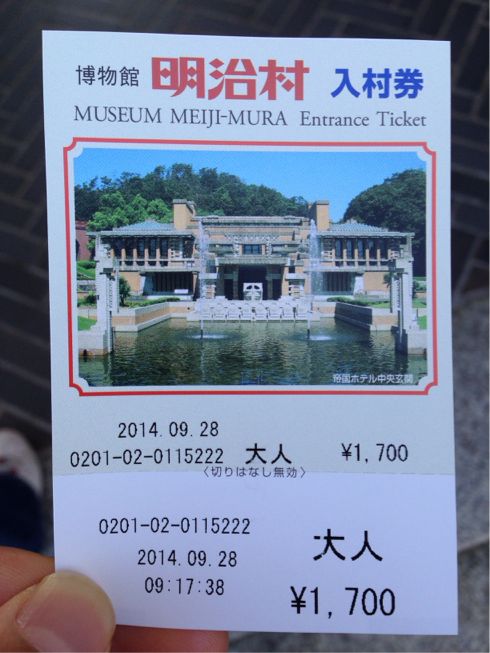 博物館 明治村 入村券
MUSEUM MEIJI-MURA Entrance Ticket
帝国ホテル中央玄関
2014.09.28
0201-02-0115222 大人 ¥1,700
〈切りはなし無効〉
0201-02-0115222
2014.09.28
09:17:38
大人
¥1,700